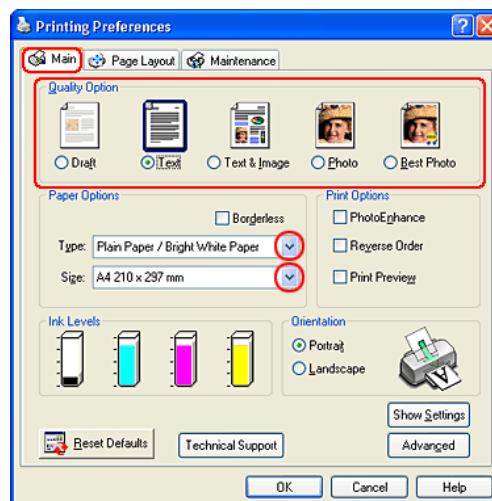 Printing Preferences
Main Page Layout Maintenance
Quality Option
Draft Text Text & Image Photo Best Photo
Paper Options Print Options
Borderless PhotoEnhance
Type: Plain Paper / Bright White Paper Reverse Order
Size: A4 210 x 297 mm Print Preview
Ink Levels Orientation
Portrait
Landscape
A
Show Settings
Reset Defaults Technical Support Advanced
OK Cancel Help